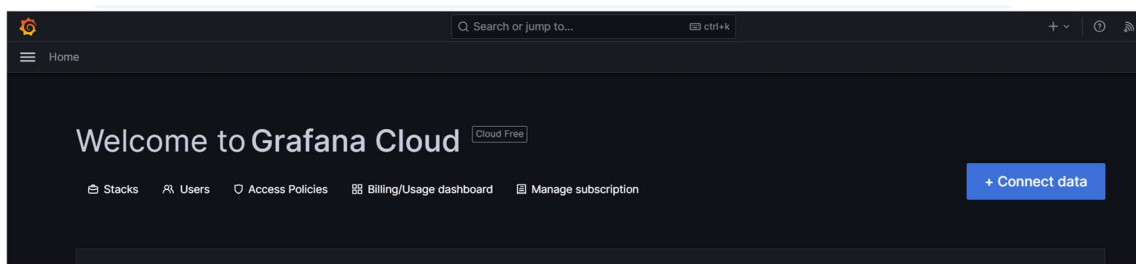 Search or jump to... ctrl+k
Home
Welcome to Grafana Cloud Cloud Free
Stacks Users Access Policies Billing/Usage dashboard Manage subscription
+ Connect data